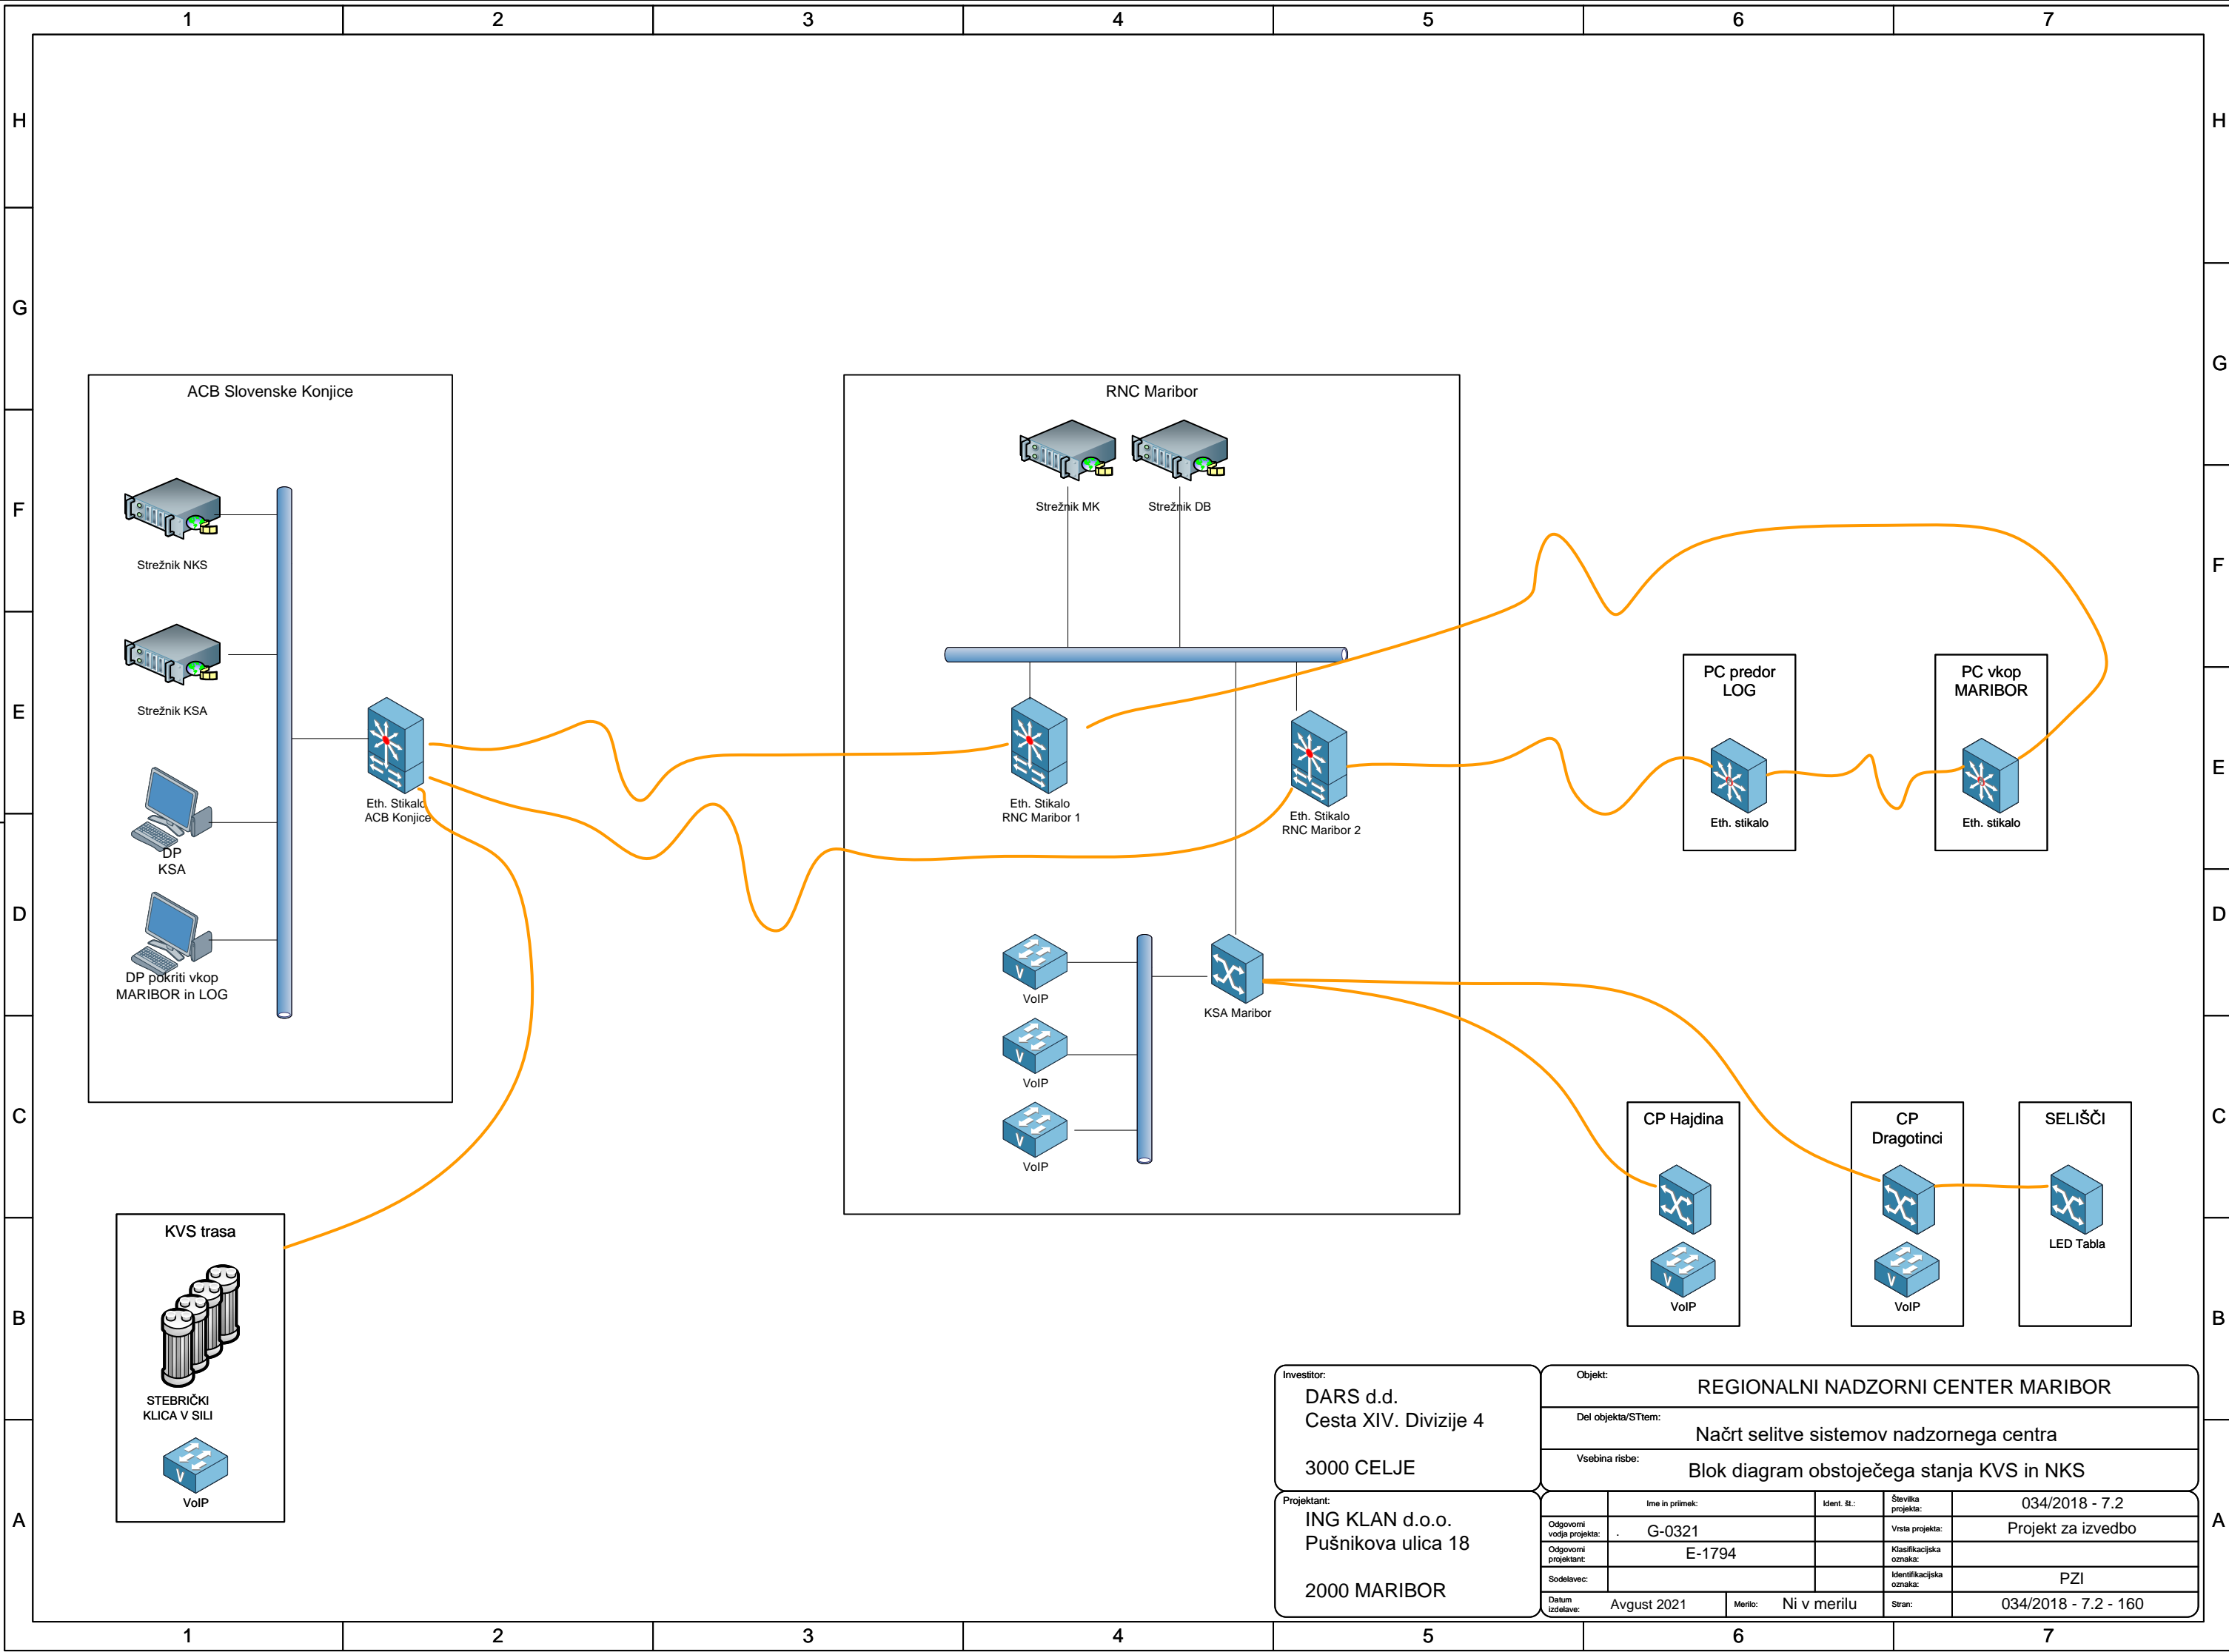 1 2 3 4 5 6 7
H H
G G
F F
E E
D D
C C
B B
A A
ACB Slovenske Konjice
Strežnik NKS
Strežnik KSA
DP
KSA
DP pokriti vkop
MARIBOR in LOG
Eth. Stikalo
ACB Konjice
RNC Maribor
Strežnik MK
Strežnik DB
Eth. Stikalo
RNC Maribor 1
Eth. Stikalo
RNC Maribor 2
V
VoIP
V
VoIP
V
VoIP
KSA Maribor
PC predor
LOG
Eth. stikalo
PC vkop
MARIBOR
Eth. stikalo
CP Hajdina
V
VoIP
CP
Dragotinci
V
VoIP
SELIŠČI
LED Tabla
KVS trasa
STEBRIČKI
KLICA V SILI
V
VoIP
Investitor:
DARS d.d.
Cesta XIV. Divizije 4
3000 CELJE
Projektant:
ING KLAN d.o.o.
Pušnikova ulica 18
2000 MARIBOR
Objekt:
REGIONALNI NADZORNI CENTER MARIBOR
Del objekta/STtem:
Načrt selitve sistemov nadzornega centra
Vsebina risbe:
Blok diagram obstoječega stanja KVS in NKS
Ime in priimek:
Ident. št.:
Številka
projekta:
034/2018 - 7.2
Odgovorni
vodja projekta:
. G-0321
Vrsta projekta:
Projekt za izvedbo
Odgovorni
projektant:
E-1794
Klasifikacijska
oznaka:
Sodelavec:
Identifikacijska
oznaka:
PZI
Datum
izdelave:
Avgust 2021
Merilo:
Ni v merilu
Stran:
034/2018 - 7.2 - 160
1 2 3 4 5 6 7